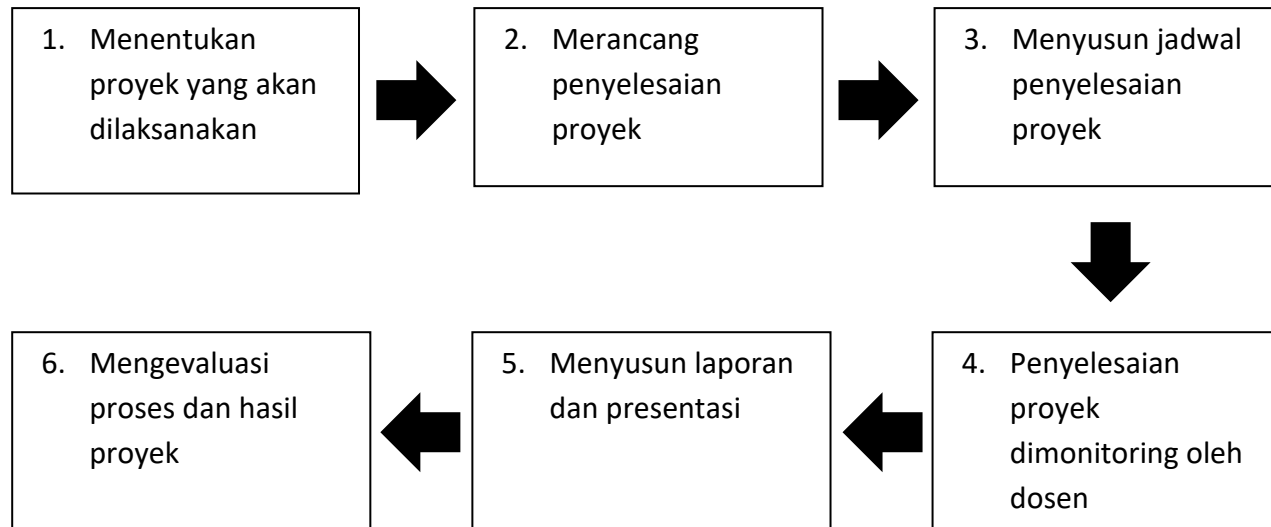 1. Menentukan
proyek yang akan
dilaksanakan
2. Merancang
penyelesaian
proyek
3. Menyusun jadwal
penyelesaian
proyek
4. Penyelesaian
proyek
dimonitoring oleh
dosen
5. Menyusun laporan
dan presentasi
6. Mengevaluasi
proses dan hasil
proyek